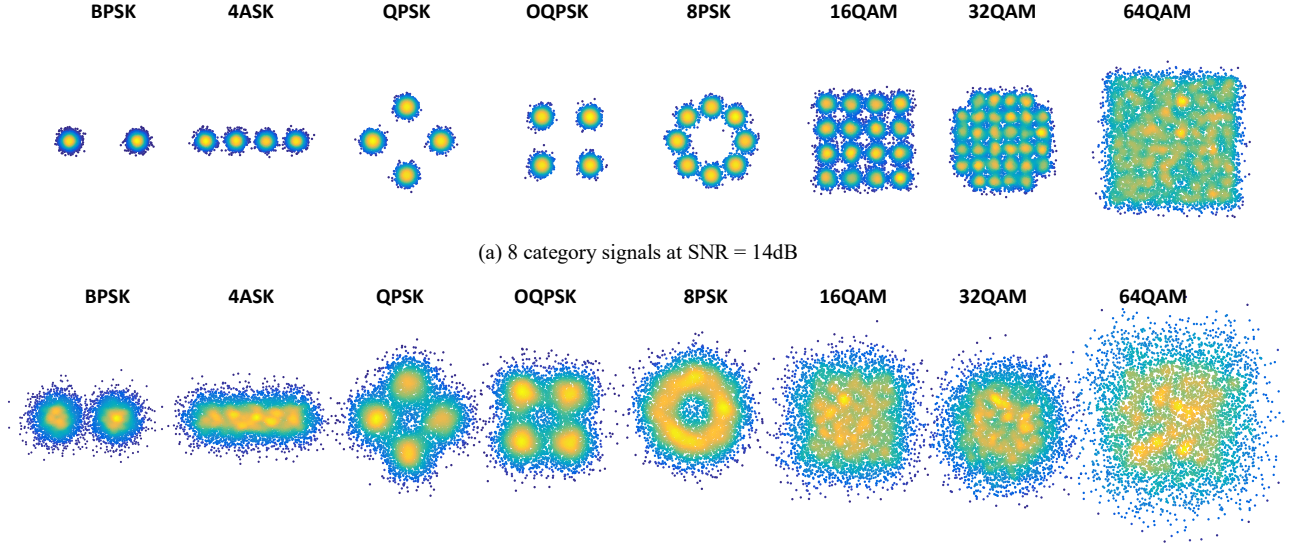 BPSK 4ASK QPSK OQPSK 8PSK 16QAM 32QAM 64QAM
(a) 8 category signals at SNR = 14dB
BPSK 4ASK QPSK OQPSK 8PSK 16QAM 32QAM 64QAM